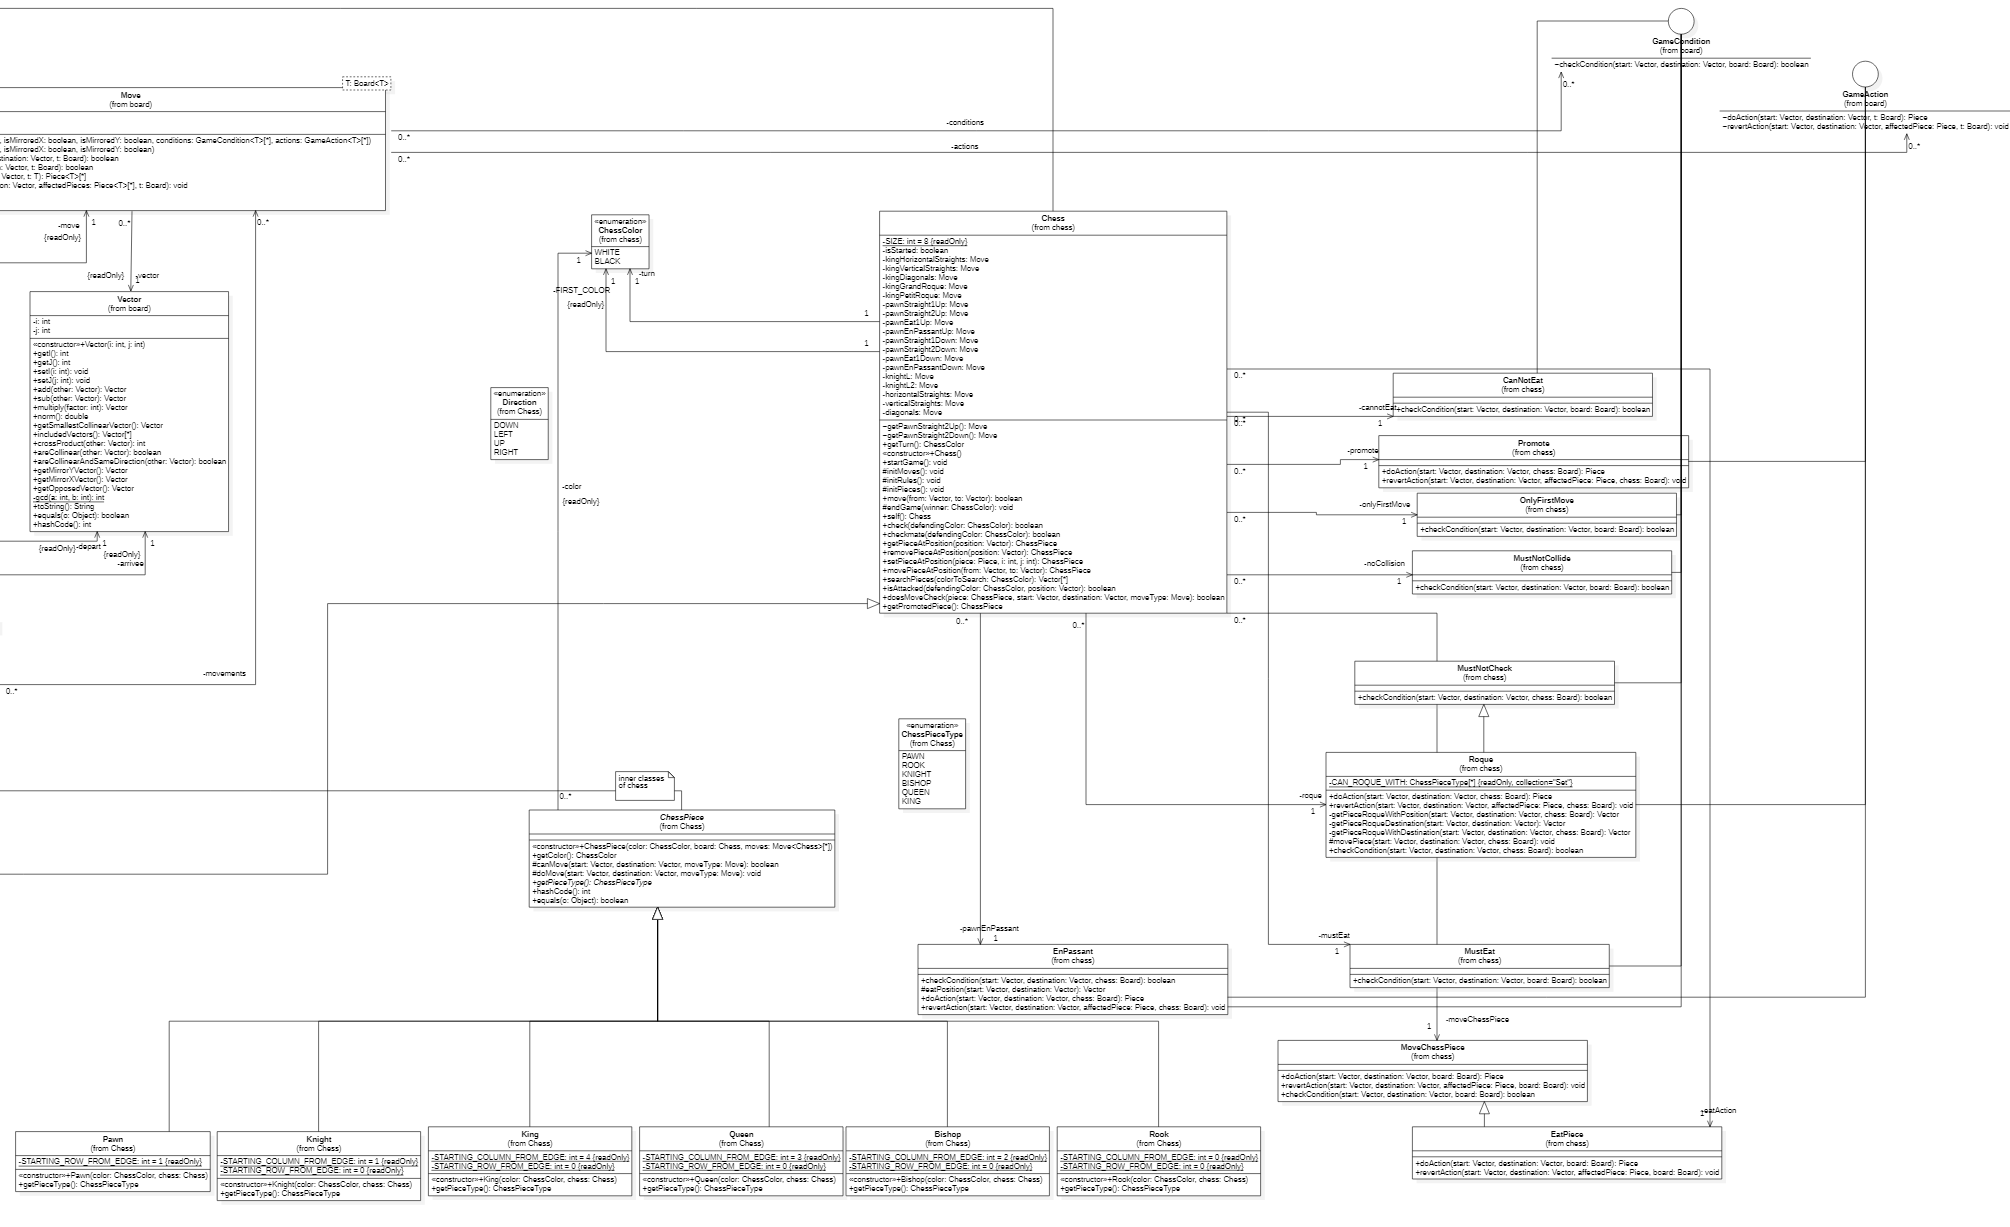 GameCondition
(from board)
~checkCondition(start: Vector, destination: Vector, board: Board): boolean
0..*
GameAction
(from board)
~doAction(start: Vector, destination: Vector, t: Board): Piece
~revertAction(start: Vector, destination: Vector, affectedPiece: Piece, t: Board): void
0..*
T: Board<T>
Move
(from board)
, isMirroredX: boolean, isMirroredY: boolean, conditions: GameCondition<T>[*], actions: GameAction<T>[*])
, isMirroredX: boolean, isMirroredY: boolean)
tination: Vector, t: Board): boolean
: Vector, t: Board): boolean
Vector, t: T): Piece<T>[*]
on: Vector, affectedPieces: Piece<T>[*], t: Board): void
0..*
-conditions
0..*
-actions
-move
{readOnly}
1
0..*
0..*
{readOnly}
-vector
1
Vector
(from board)
-i: int
-j: int
«constructor»+Vector(i: int, j: int)
+getI(): int
+getJ(): int
+setI(i: int): void
+setJ(j: int): void
+add(other: Vector): Vector
+sub(other: Vector): Vector
+multiply(factor: int): Vector
+norm(): double
+getSmallestCollinearVector(): Vector
+includedVectors(): Vector[*]
+crossProduct(other: Vector): int
+areCollinear(other: Vector): boolean
+areCollinearAndSameDirection(other: Vector): boolean
+getMirrorYVector(): Vector
+getMirrorXVector(): Vector
+getOpposedVector(): Vector
-gcd(a: int, b: int): int
+toString(): String
+equals(o: Object): boolean
+hashCode(): int
{readOnly}
-depart
1
{readOnly}
-arrivee
1
-movements
0..*
«enumeration»
ChessColor
(from chess)
WHITE
BLACK
1
-FIRST_COLOR
{readOnly}
1
-turn
1
1
1
«enumeration»
Direction
(from Chess)
DOWN
LEFT
UP
RIGHT
-color
{readOnly}
0..*
Chess
(from chess)
-SIZE: int = 8 {readOnly}
-isStarted: boolean
-kingHorizontalStraights: Move
-kingVerticalStraights: Move
-kingDiagonals: Move
-kingGrandRoque: Move
-kingPetitRoque: Move
-pawnStraight1Up: Move
-pawnStraight2Up: Move
-pawnEat1Up: Move
-pawnEnPassantUp: Move
-pawnStraight1Down: Move
-pawnStraight2Down: Move
-pawnEat1Down: Move
-pawnEnPassantDown: Move
-knightL: Move
-knightL2: Move
-horizontalStraights: Move
-verticalStraights: Move
-diagonals: Move
~getPawnStraight2Up(): Move
~getPawnStraight2Down(): Move
+getTurn(): ChessColor
«constructor»+Chess()
+startGame(): void
#initMoves(): void
#initRules(): void
#initPieces(): void
+move(from: Vector, to: Vector): boolean
#endGame(winner: ChessColor): void
+self(): Chess
+check(defendingColor: ChessColor): boolean
+checkmate(defendingColor: ChessColor): boolean
+getPieceAtPosition(position: Vector): ChessPiece
+removePieceAtPosition(position: Vector): ChessPiece
+setPieceAtPosition(piece: Piece, i: int, j: int): ChessPiece
+movePieceAtPosition(from: Vector, to: Vector): ChessPiece
+searchPieces(colorToSearch: ChessColor): Vector[*]
+isAttacked(defendingColor: ChessColor, position: Vector): boolean
+doesMoveCheck(piece: ChessPiece, start: Vector, destination: Vector, moveType: Move): boolean
+getPromotedPiece(): ChessPiece
0..*
0..*
0..*
0..*
0..*
0..*
0..*
0..*
0..*
CanNotEat
(from chess)
+checkCondition(start: Vector, destination: Vector, board: Board): boolean
-cannotEat
1
Promote
(from chess)
+doAction(start: Vector, destination: Vector, chess: Board): Piece
+revertAction(start: Vector, destination: Vector, affectedPiece: Piece, chess: Board): void
-promote
1
OnlyFirstMove
(from chess)
+checkCondition(start: Vector, destination: Vector, board: Board): boolean
-onlyFirstMove
1
MustNotCollide
(from chess)
+checkCondition(start: Vector, destination: Vector, board: Board): boolean
-noCollision
1
MustNotCheck
(from chess)
+checkCondition(start: Vector, destination: Vector, chess: Board): boolean
Roque
(from chess)
-CAN_ROQUE_WITH: ChessPieceType[*] {readOnly, collection="Set"}
+doAction(start: Vector, destination: Vector, chess: Board): Piece
+revertAction(start: Vector, destination: Vector, affectedPiece: Piece, chess: Board): void
-getPieceRoqueWithPosition(start: Vector, destination: Vector, chess: Board): Vector
-getPieceRoqueDestination(start: Vector, destination: Vector): Vector
-getPieceRoqueWithDestination(start: Vector, destination: Vector, chess: Board): Vector
#movePiece(start: Vector, destination: Vector, chess: Board): void
+checkCondition(start: Vector, destination: Vector, chess: Board): boolean
-roque
1
«enumeration»
ChessPieceType
(from Chess)
PAWN
ROOK
KNIGHT
BISHOP
QUEEN
KING
inner classes
of chess
ChessPiece
(from Chess)
«constructor»+ChessPiece(color: ChessColor, board: Chess, moves: Move<Chess>[*])
+getColor(): ChessColor
#canMove(start: Vector, destination: Vector, moveType: Move): boolean
#doMove(start: Vector, destination: Vector, moveType: Move): void
+getPieceType(): ChessPieceType
+hashCode(): int
+equals(o: Object): boolean
-pawnEnPassant
1
EnPassant
(from chess)
+checkCondition(start: Vector, destination: Vector, chess: Board): boolean
#eatPosition(start: Vector, destination: Vector): Vector
+doAction(start: Vector, destination: Vector, chess: Board): Piece
+revertAction(start: Vector, destination: Vector, affectedPiece: Piece, chess: Board): void
-mustEat
1
MustEat
(from chess)
+checkCondition(start: Vector, destination: Vector, board: Board): boolean
-moveChessPiece
1
MoveChessPiece
(from chess)
+doAction(start: Vector, destination: Vector, board: Board): Piece
+revertAction(start: Vector, destination: Vector, affectedPiece: Piece, board: Board): void
+checkCondition(start: Vector, destination: Vector, board: Board): boolean
-eatAction
1
EatPiece
(from chess)
+doAction(start: Vector, destination: Vector, board: Board): Piece
+revertAction(start: Vector, destination: Vector, affectedPiece: Piece, board: Board): void
Pawn
(from Chess)
-STARTING_ROW_FROM_EDGE: int = 1 {readOnly}
«constructor»+Pawn(color: ChessColor, chess: Chess)
+getPieceType(): ChessPieceType
Knight
(from Chess)
-STARTING_COLUMN_FROM_EDGE: int = 1 {readOnly}
-STARTING_ROW_FROM_EDGE: int = 0 {readOnly}
«constructor»+Knight(color: ChessColor, chess: Chess)
+getPieceType(): ChessPieceType
King
(from Chess)
-STARTING_COLUMN_FROM_EDGE: int = 4 {readOnly}
-STARTING_ROW_FROM_EDGE: int = 0 {readOnly}
«constructor»+King(color: ChessColor, chess: Chess)
+getPieceType(): ChessPieceType
Queen
(from Chess)
-STARTING_COLUMN_FROM_EDGE: int = 3 {readOnly}
-STARTING_ROW_FROM_EDGE: int = 0 {readOnly}
«constructor»+Queen(color: ChessColor, chess: Chess)
+getPieceType(): ChessPieceType
Bishop
(from Chess)
-STARTING_COLUMN_FROM_EDGE: int = 2 {readOnly}
-STARTING_ROW_FROM_EDGE: int = 0 {readOnly}
«constructor»+Bishop(color: ChessColor, chess: Chess)
+getPieceType(): ChessPieceType
Rook
(from Chess)
-STARTING_COLUMN_FROM_EDGE: int = 0 {readOnly}
-STARTING_ROW_FROM_EDGE: int = 0 {readOnly}
«constructor»+Rook(color: ChessColor, chess: Chess)
+getPieceType(): ChessPieceType